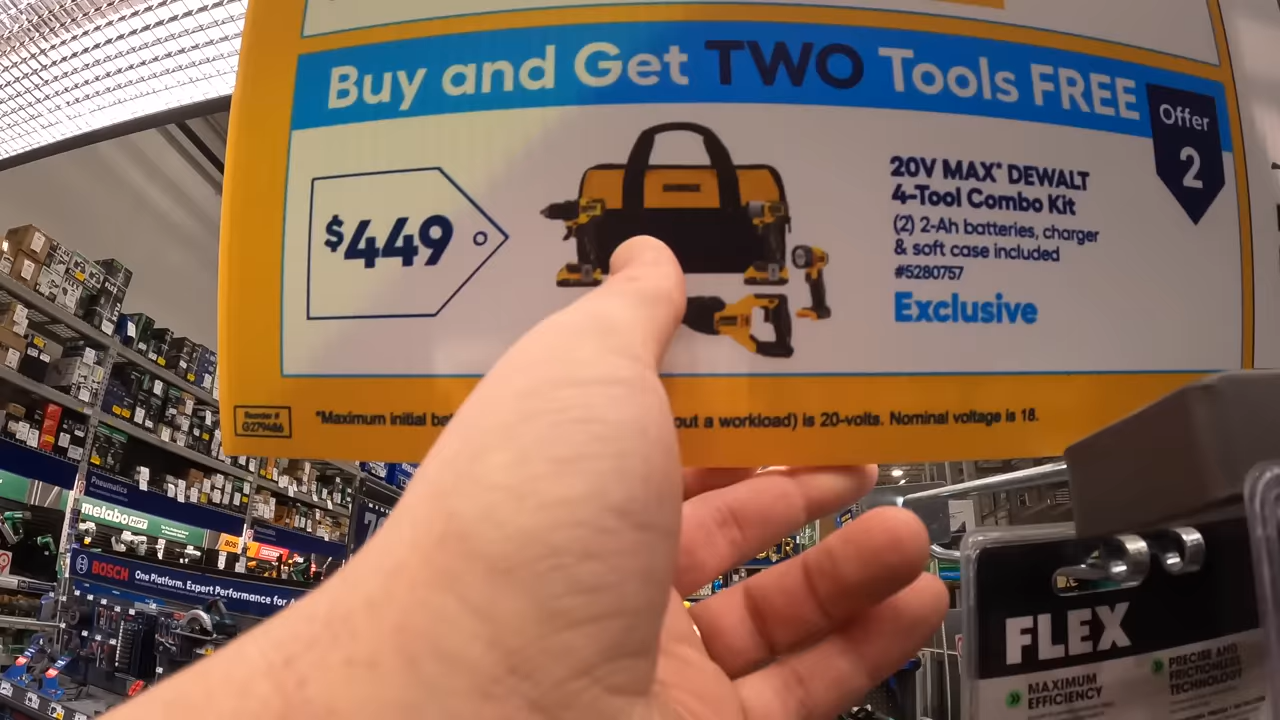 Buy and Get TWO Tools FREE
Offer
2
$449
20V MAX* DEWALT
4-Tool Combo Kit
(2) 2-Ah batteries, charger
& soft case included
#5280757
Exclusive
Reorder #
G279486
*Maximum initial ba
out a workload) is 20-volts. Nominal voltage is 18.
Pneumatics
metaboHPT
BOSCH
One Platform. Expert Performance for
FLEX
MAXIMUM
EFFICIENCY
PRECISE AND
FRICTIONLESS
TECHNOLOGY